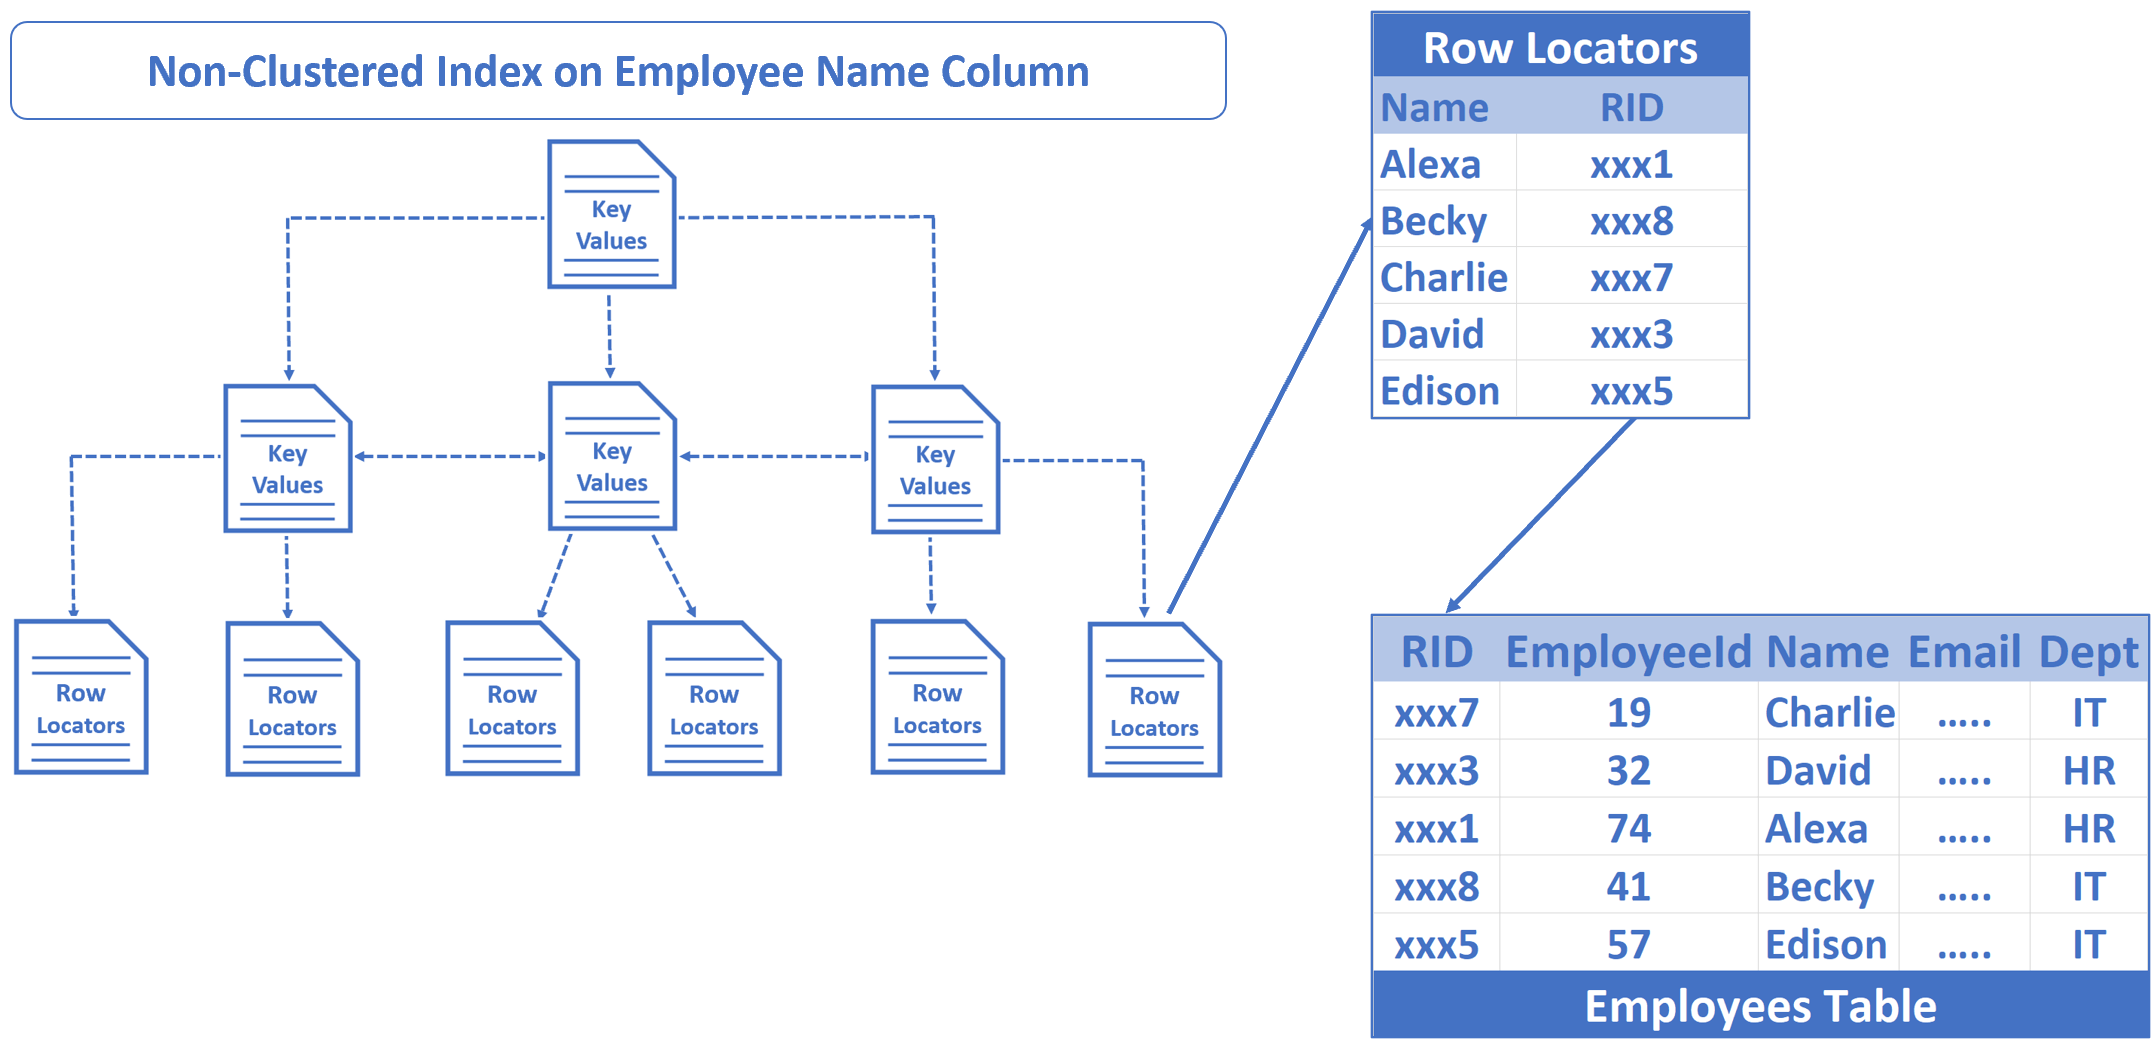 Non-Clustered Index on Employee Name Column
Key
Values
Key
Values
Key
Values
Key
Values
Row
Locators
Row
Locators
Row
Locators
Row
Locators
Row
Locators
Row
Locators
Row Locators
Name RID
Alexa xxx1
Becky xxx8
Charlie xxx7
David xxx3
Edison xxx5
RID EmployeeId Name Email Dept
xxx7 19 Charlie ..... IT
xxx3 32 David ..... HR
xxx1 74 Alexa ..... HR
xxx8 41 Becky ..... IT
xxx5 57 Edison ..... IT
Employees Table